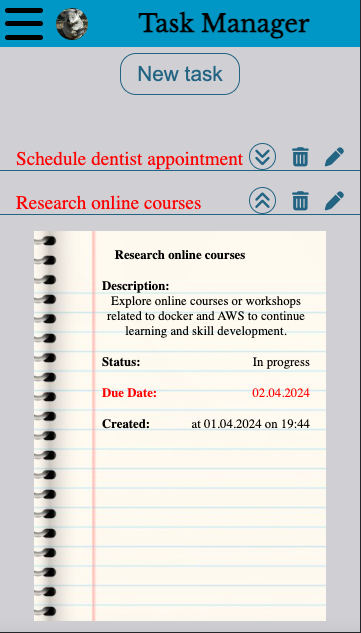 Task Manager
New task
Schedule dentist appointment
Research online courses
Research online courses
Description:
Explore online courses or workshops
related to docker and AWS to continue
learning and skill development.
Status: In progress
Due Date: 02.04.2024
Created: at 01.04.2024 on 19:44